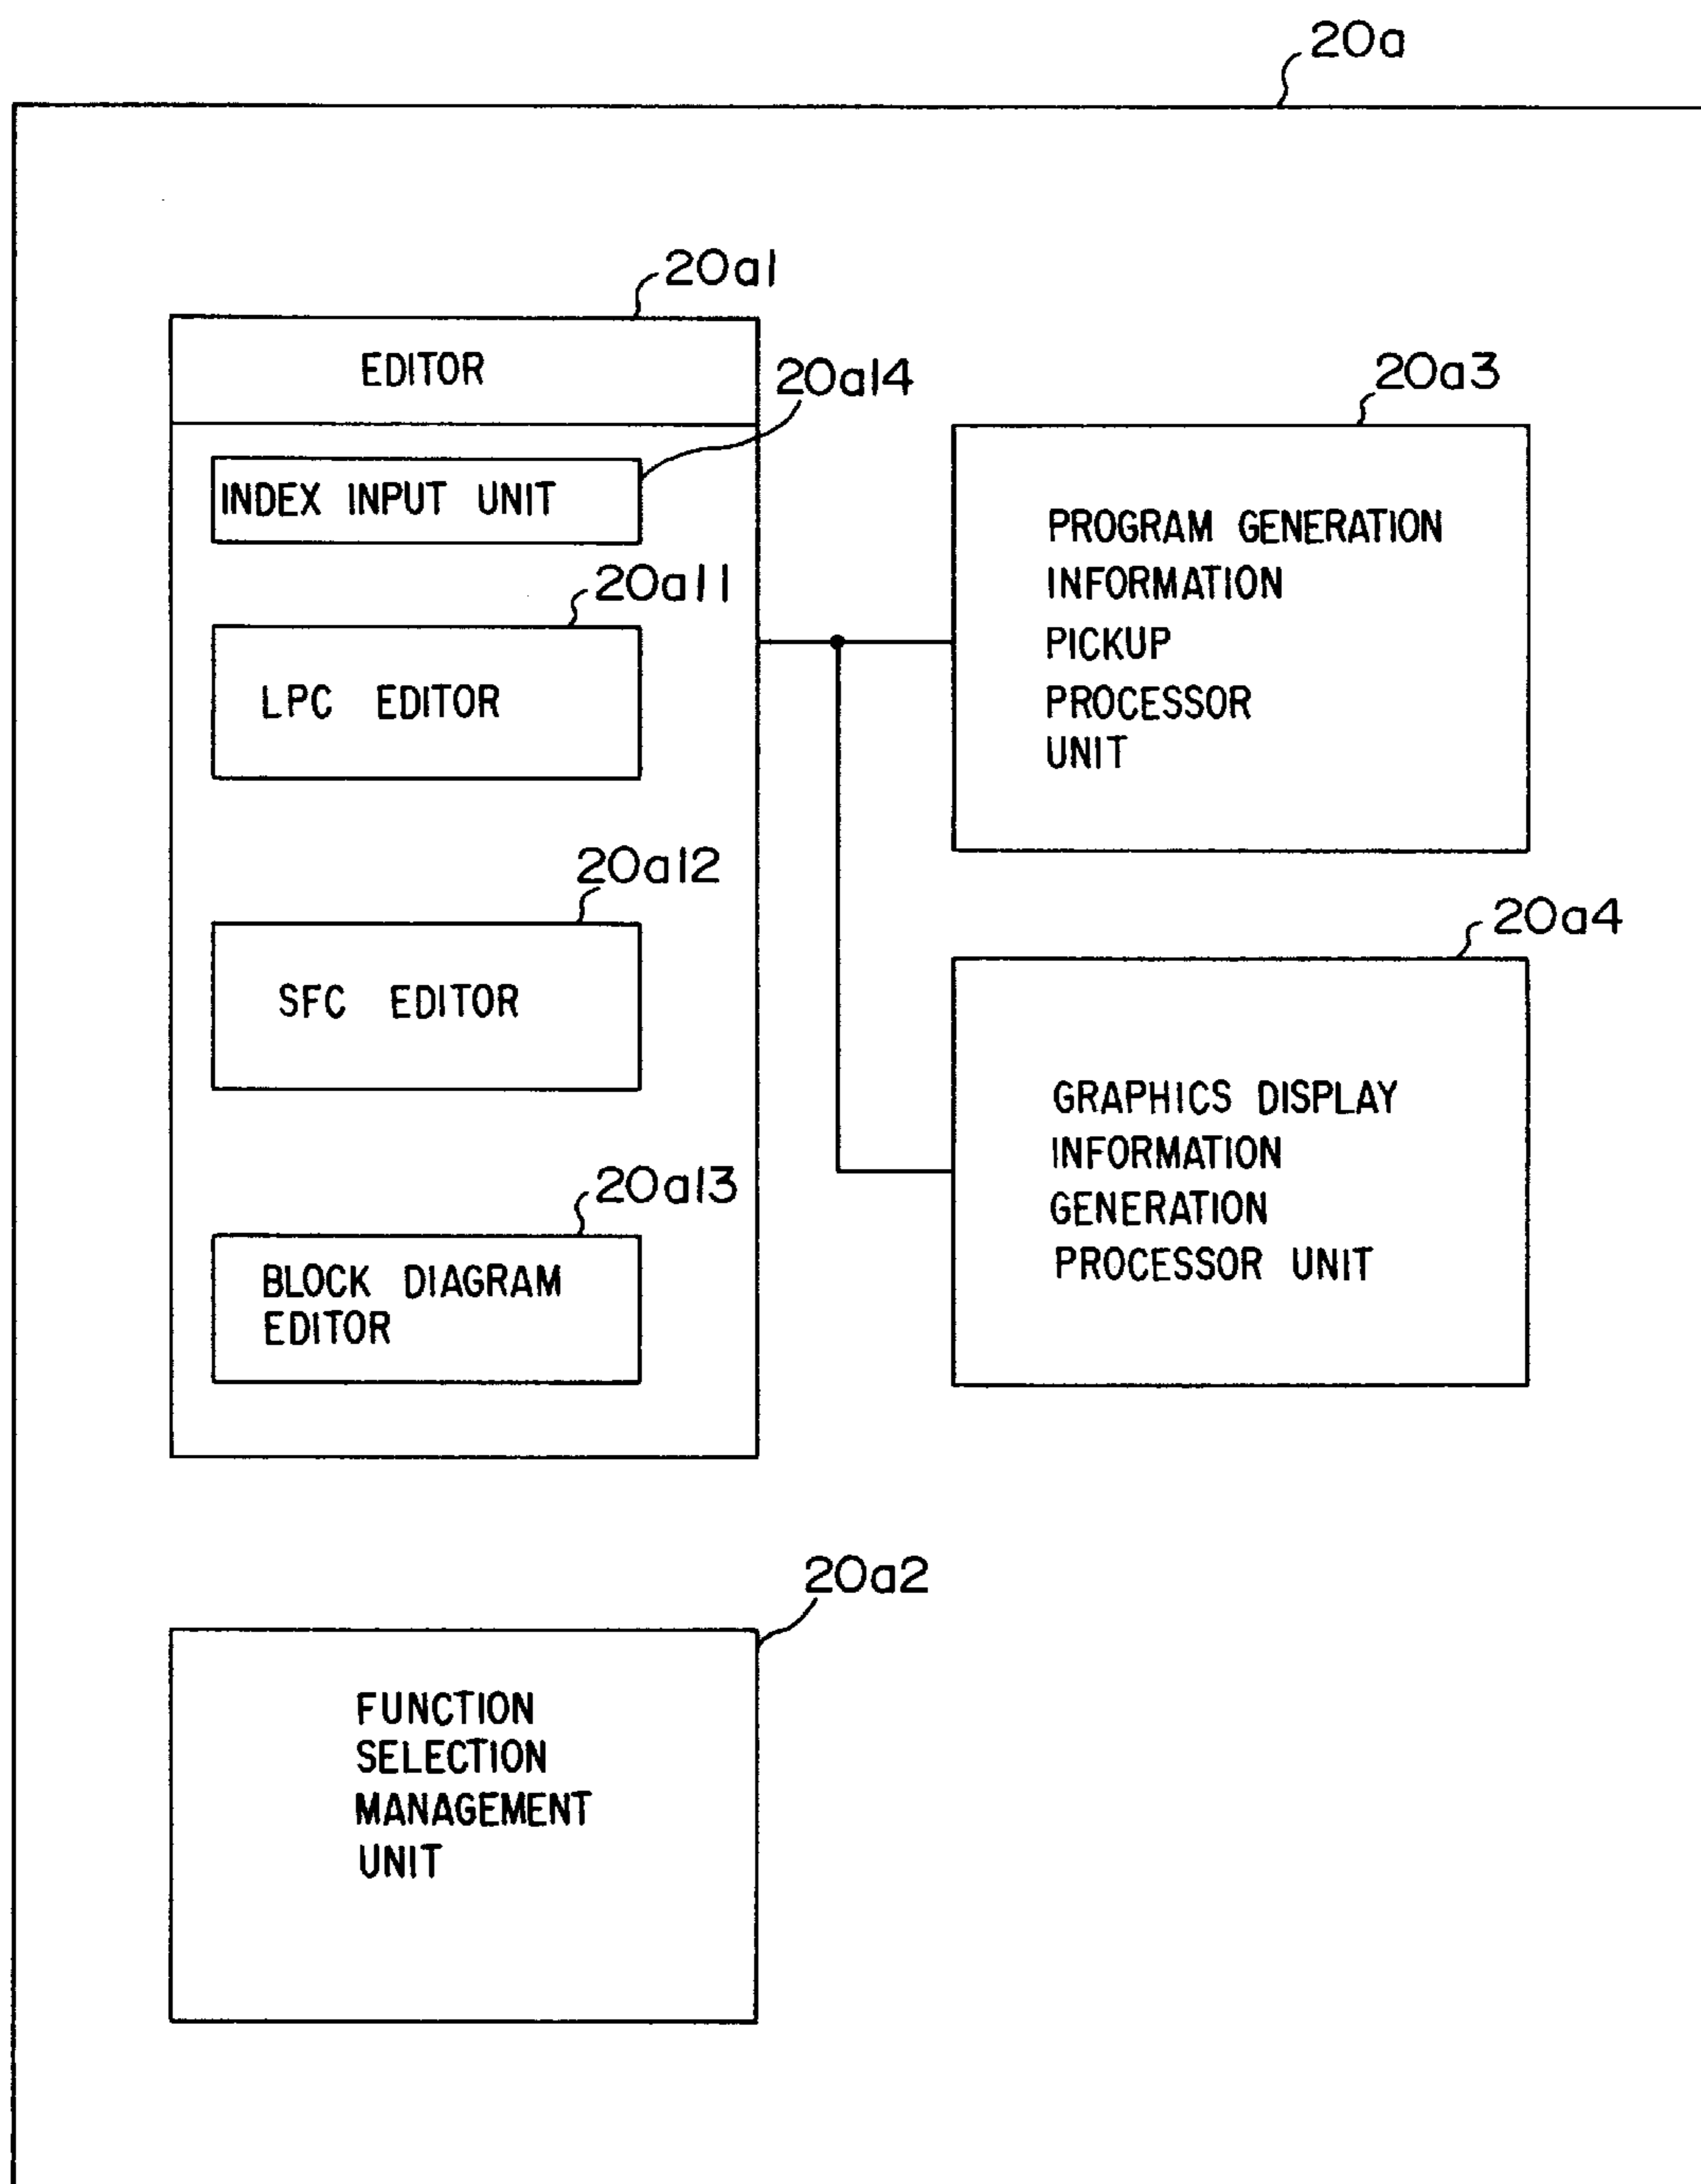 20a
20a1
EDITOR
20a14
INDEX INPUT UNIT
20a11
LPC EDITOR
20a12
SFC EDITOR
20a13
BLOCK DIAGRAM
EDITOR
20a3
PROGRAM GENERATION
INFORMATION
PICKUP
PROCESSOR
UNIT
20a4
GRAPHICS DISPLAY
INFORMATION
GENERATION
PROCESSOR UNIT
20a2
FUNCTION
SELECTION
MANAGEMENT
UNIT